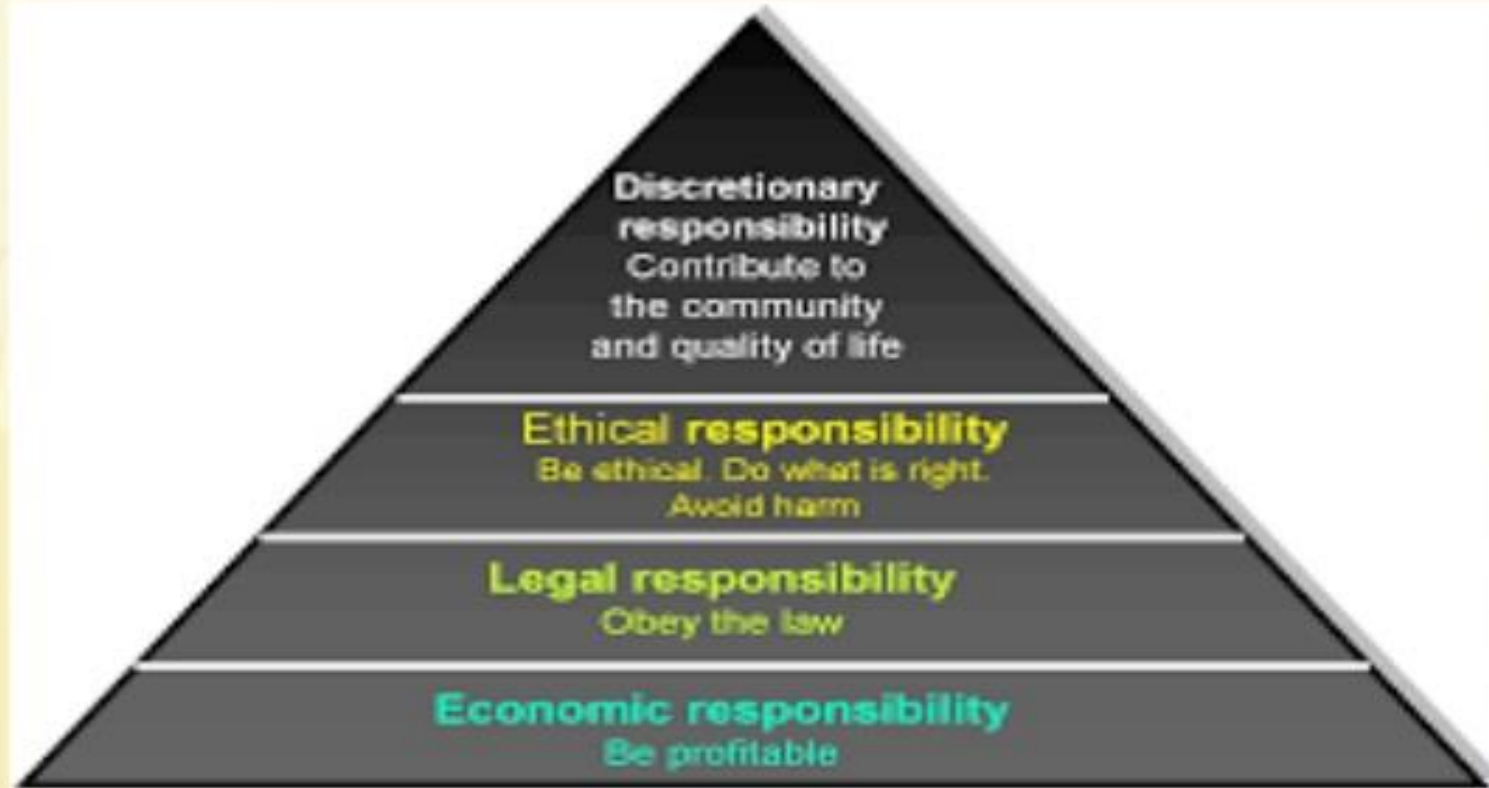 Discretionary
responsibility
Contribute to
the community
and quality of life
Ethical responsibility
Be ethical. Do what is right.
Avoid harm
Legal responsibility
Obey the law
Economic responsibility
Be profitable